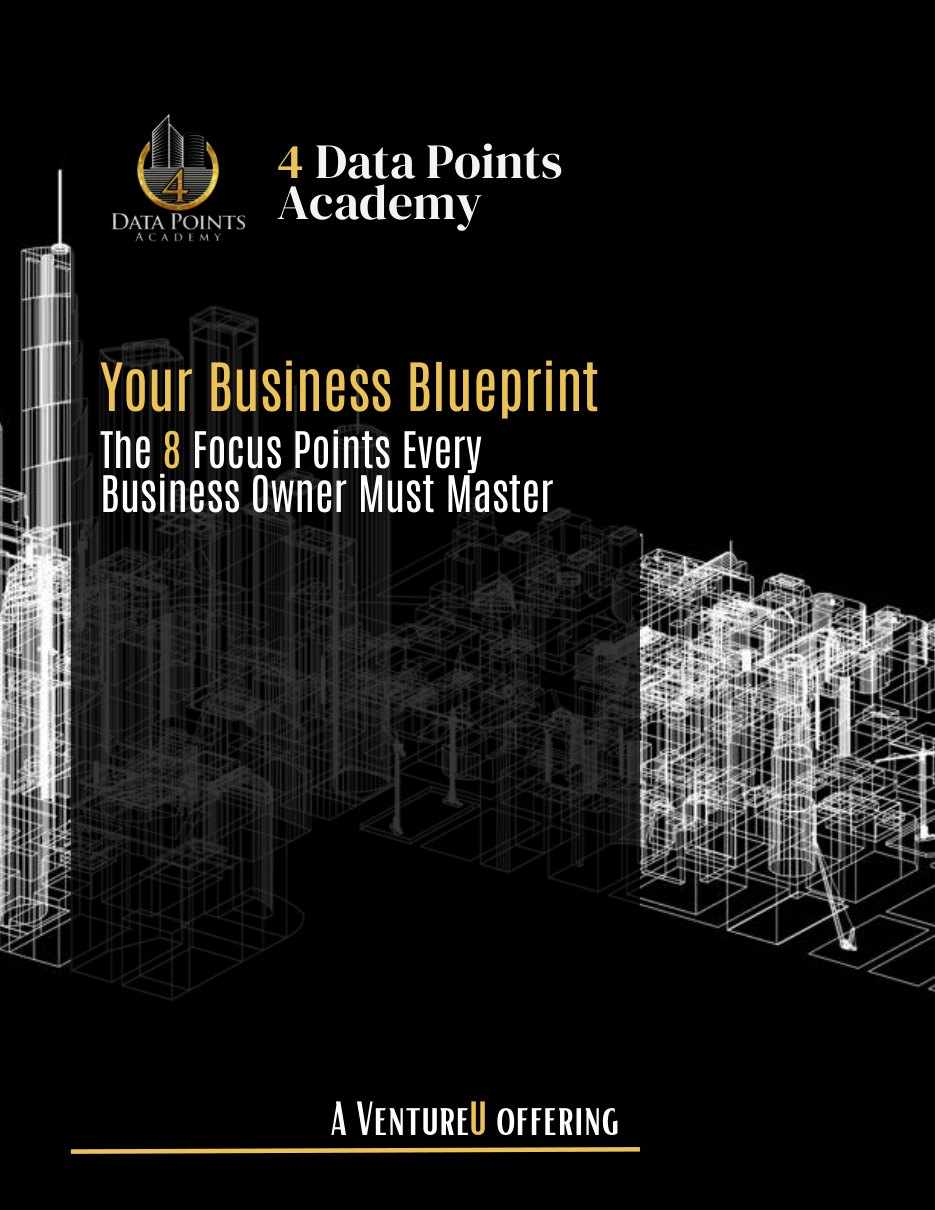 4
DATA POINTS
ACADEMY
4 Data Points
Academy
Your Business Blueprint
The 8 Focus Points Every
Business Owner Must Master
A VENTUREU OFFERING